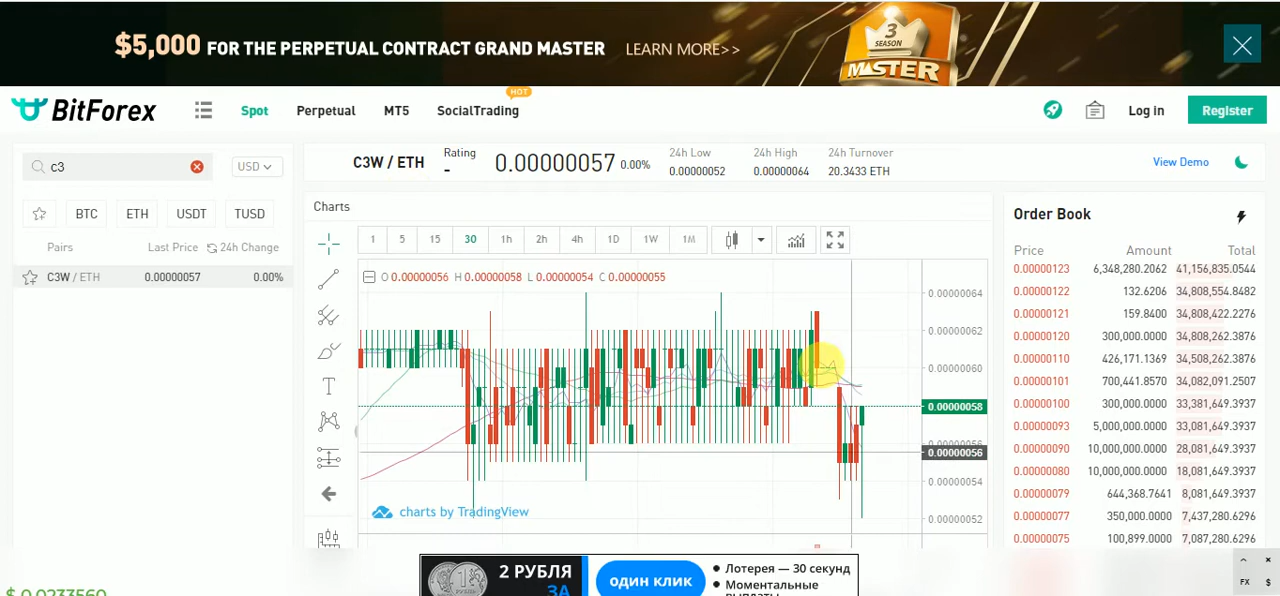 $5,000 FOR THE PERPETUAL CONTRACT GRAND MASTER LEARN MORE>>
3
SEASON
MASTER
BitForex
Spot
Perpetual
MT5
SocialTrading
HOT
Log in
Register
c3
USD
C3W / ETH
Rating
-
0.00000057 0.00%
24h Low
0.00000052
24h High
0.00000064
24h Turnover
20.3433 ETH
View Demo
BTC
ETH
USDT
TUSD
Pairs Last Price 24h Change
C3W / ETH 0.00000057 0.00%
Charts
1 5 15 30 1h 2h 4h 1D 1W 1M
O 0.00000056 H 0.00000058 L 0.00000054 C 0.00000055
T
0.00000064
0.00000062
0.00000060
0.00000058
0.00000056
0.00000056
0.00000054
0.00000052
charts by TradingView
Order Book
Price Amount Total
0.00000123 6,348,280.2062 41,156,835.0544
0.00000122 132.6206 34,808,554.8482
0.00000121 159.8400 34,808,422.2276
0.00000120 300,000.0000 34,808,262.3876
0.00000110 426,171.1369 34,508,262.3876
0.00000101 700,441.8570 34,082,091.2507
0.00000100 300,000.0000 33,381,649.3937
0.00000093 5,000,000.0000 33,081,649.3937
0.00000090 10,000,000.0000 28,081,649.3937
0.00000080 10,000,000.0000 18,081,649.3937
0.00000079 644,368.7641 8,081,649.3937
0.00000077 350,000.0000 7,437,280.6296
0.00000075 100,899.0000 7,087,280.6296
2 РУБЛЯ
ЗА
ОДИН КЛИК
• Лотерея — 30 секунд
• Моментальные
выплаты
FX $
$ 0.0233560